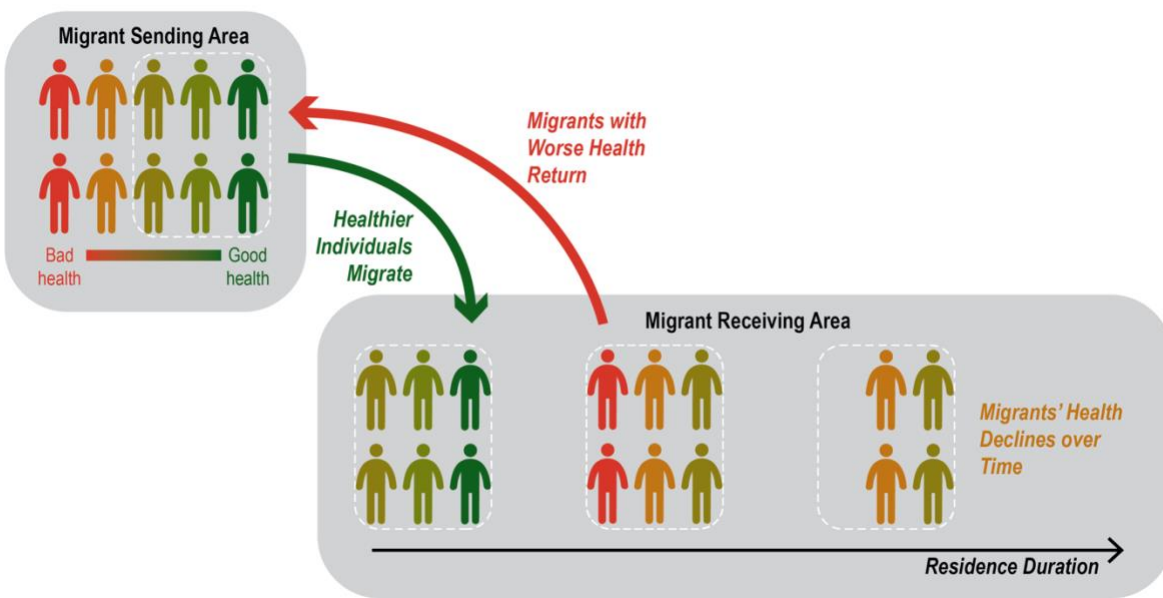 Migrant Sending Area
Bad
health
Good
health
Migrants with
Worse Health
Return
Healthier
Individuals
Migrate
Migrant Receiving Area
Migrants’ Health
Declines over
Time
Residence Duration